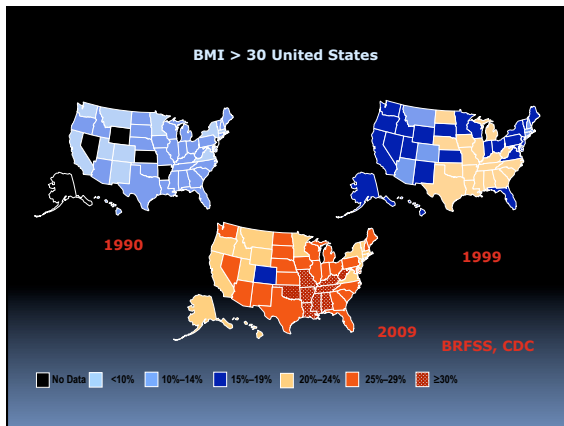 BMI > 30 United States
1990
1999
2009
BRFSS, CDC
No Data <10% 10%–14% 15%–19% 20%–24% 25%–29% ≥30%